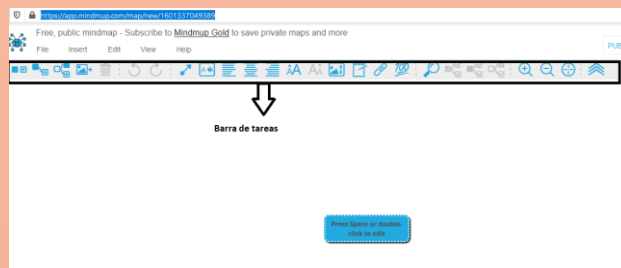 https://app.mindmup.com/map/new/1601337049389
Free, public mindmap - Subscribe to Mindmup Gold to save private maps and more
File Insert Edit View Help
PUB
Barra de tareas
Press Space or double-
click to edit